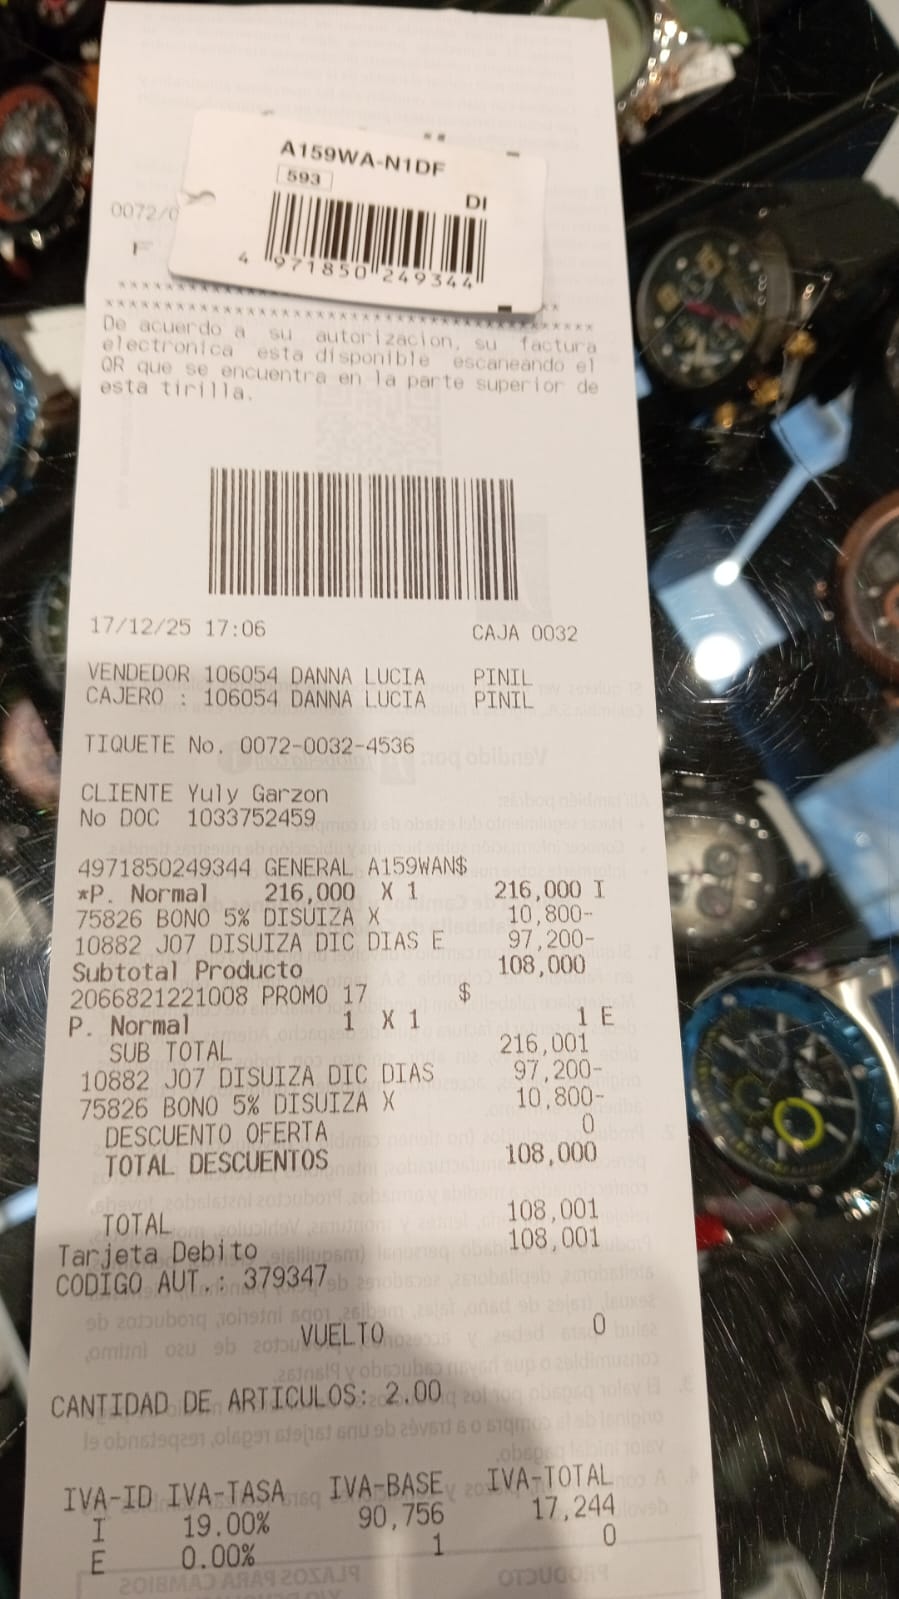 A159WA-N1DF
593
DI
4 971850 249344
0072/0
F
*****************
***********************************
De acuerdo a su autorizacion, su factura
electronica esta disponible escaneando el
QR que se encuentra en la parte superior de
esta tirilla.
17/12/25 17:06 CAJA 0032
VENDEDOR 106054 DANNA LUCIA PINIL
CAJERO : 106054 DANNA LUCIA PINIL
TIQUETE No. 0072-0032-4536
CLIENTE Yuly Garzon
No DOC 1033752459
4971850249344 GENERAL A159WAN$
*P. Normal 216,000 X 1 216,000 I
75826 BONO 5% DISUIZA X 10,800-
10882 J07 DISUIZA DIC DIAS E 97,200-
Subtotal Producto 108,000
2066821221008 PROMO 17 $
P. Normal 1 X 1 1 E
SUB TOTAL 216,001
10882 J07 DISUIZA DIC DIAS 97,200-
75826 BONO 5% DISUIZA X 10,800-
DESCUENTO OFERTA 0
TOTAL DESCUENTOS 108,000
TOTAL 108,001
Tarjeta Debito 108,001
CODIGO AUT.: 379347
VUELTO 0
CANTIDAD DE ARTICULOS: 2.00
IVA-ID IVA-TASA IVA-BASE IVA-TOTAL
I 19.00% 90,756 17,244
E 0.00% 1 0